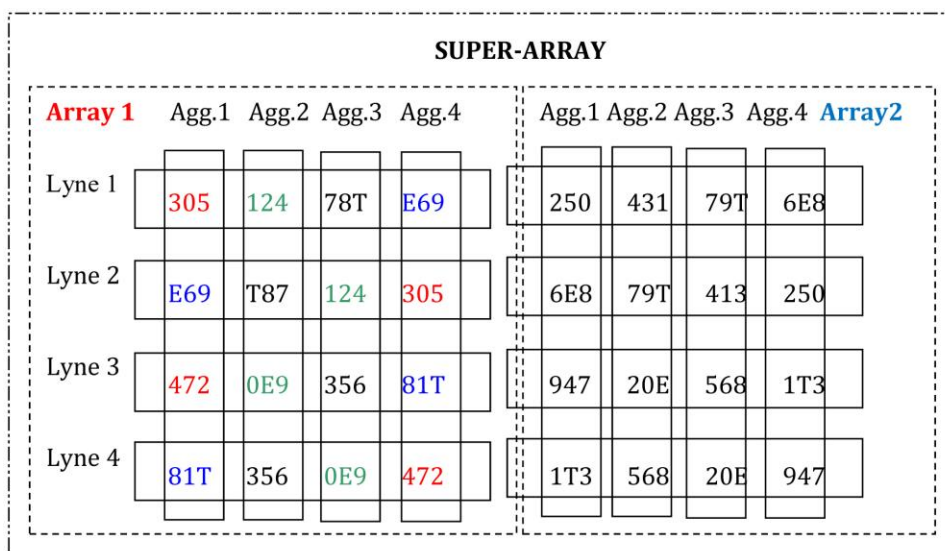 SUPER-ARRAY
Array 1 Agg.1 Agg.2 Agg.3 Agg.4 Agg.1 Agg.2 Agg.3 Agg.4 Array2
Lyne 1 305 124 78T E69 250 431 79T 6E8
Lyne 2 E69 T87 124 305 6E8 79T 413 250
Lyne 3 472 0E9 356 81T 947 20E 568 1T3
Lyne 4 81T 356 0E9 472 1T3 568 20E 947